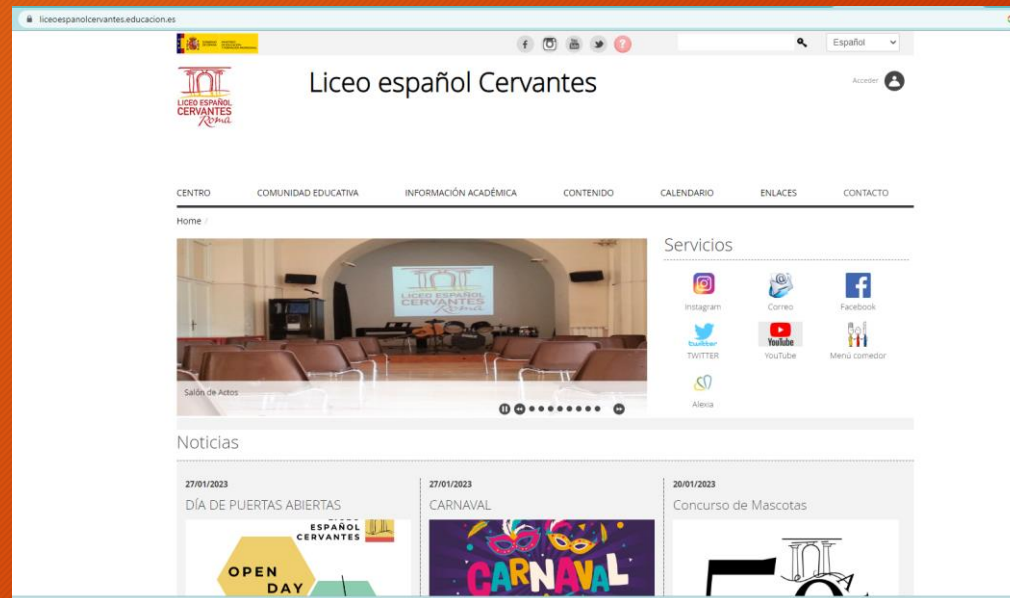 liceoespanolcervantes.educacion.es
Español
LICEO ESPAÑOL
CERVANTES
Roma
Liceo español Cervantes
Acceder
CENTRO COMUNIDAD EDUCATIVA INFORMACIÓN ACADÉMICA CONTENIDO CALENDARIO ENLACES CONTACTO
Home /
LICEO ESPAÑOL
CERVANTES
Roma
Salón de Actos
Servicios
Instagram Correo Facebook
twitter YouTube
TWITTER YouTube Menú comedor
Alexia
Noticias
27/01/2023
DÍA DE PUERTAS ABIERTAS
ESPAÑOL
CERVANTES
OPEN
DAY
27/01/2023
CARNAVAL
CARNAVAL
20/01/2023
Concurso de Mascotas